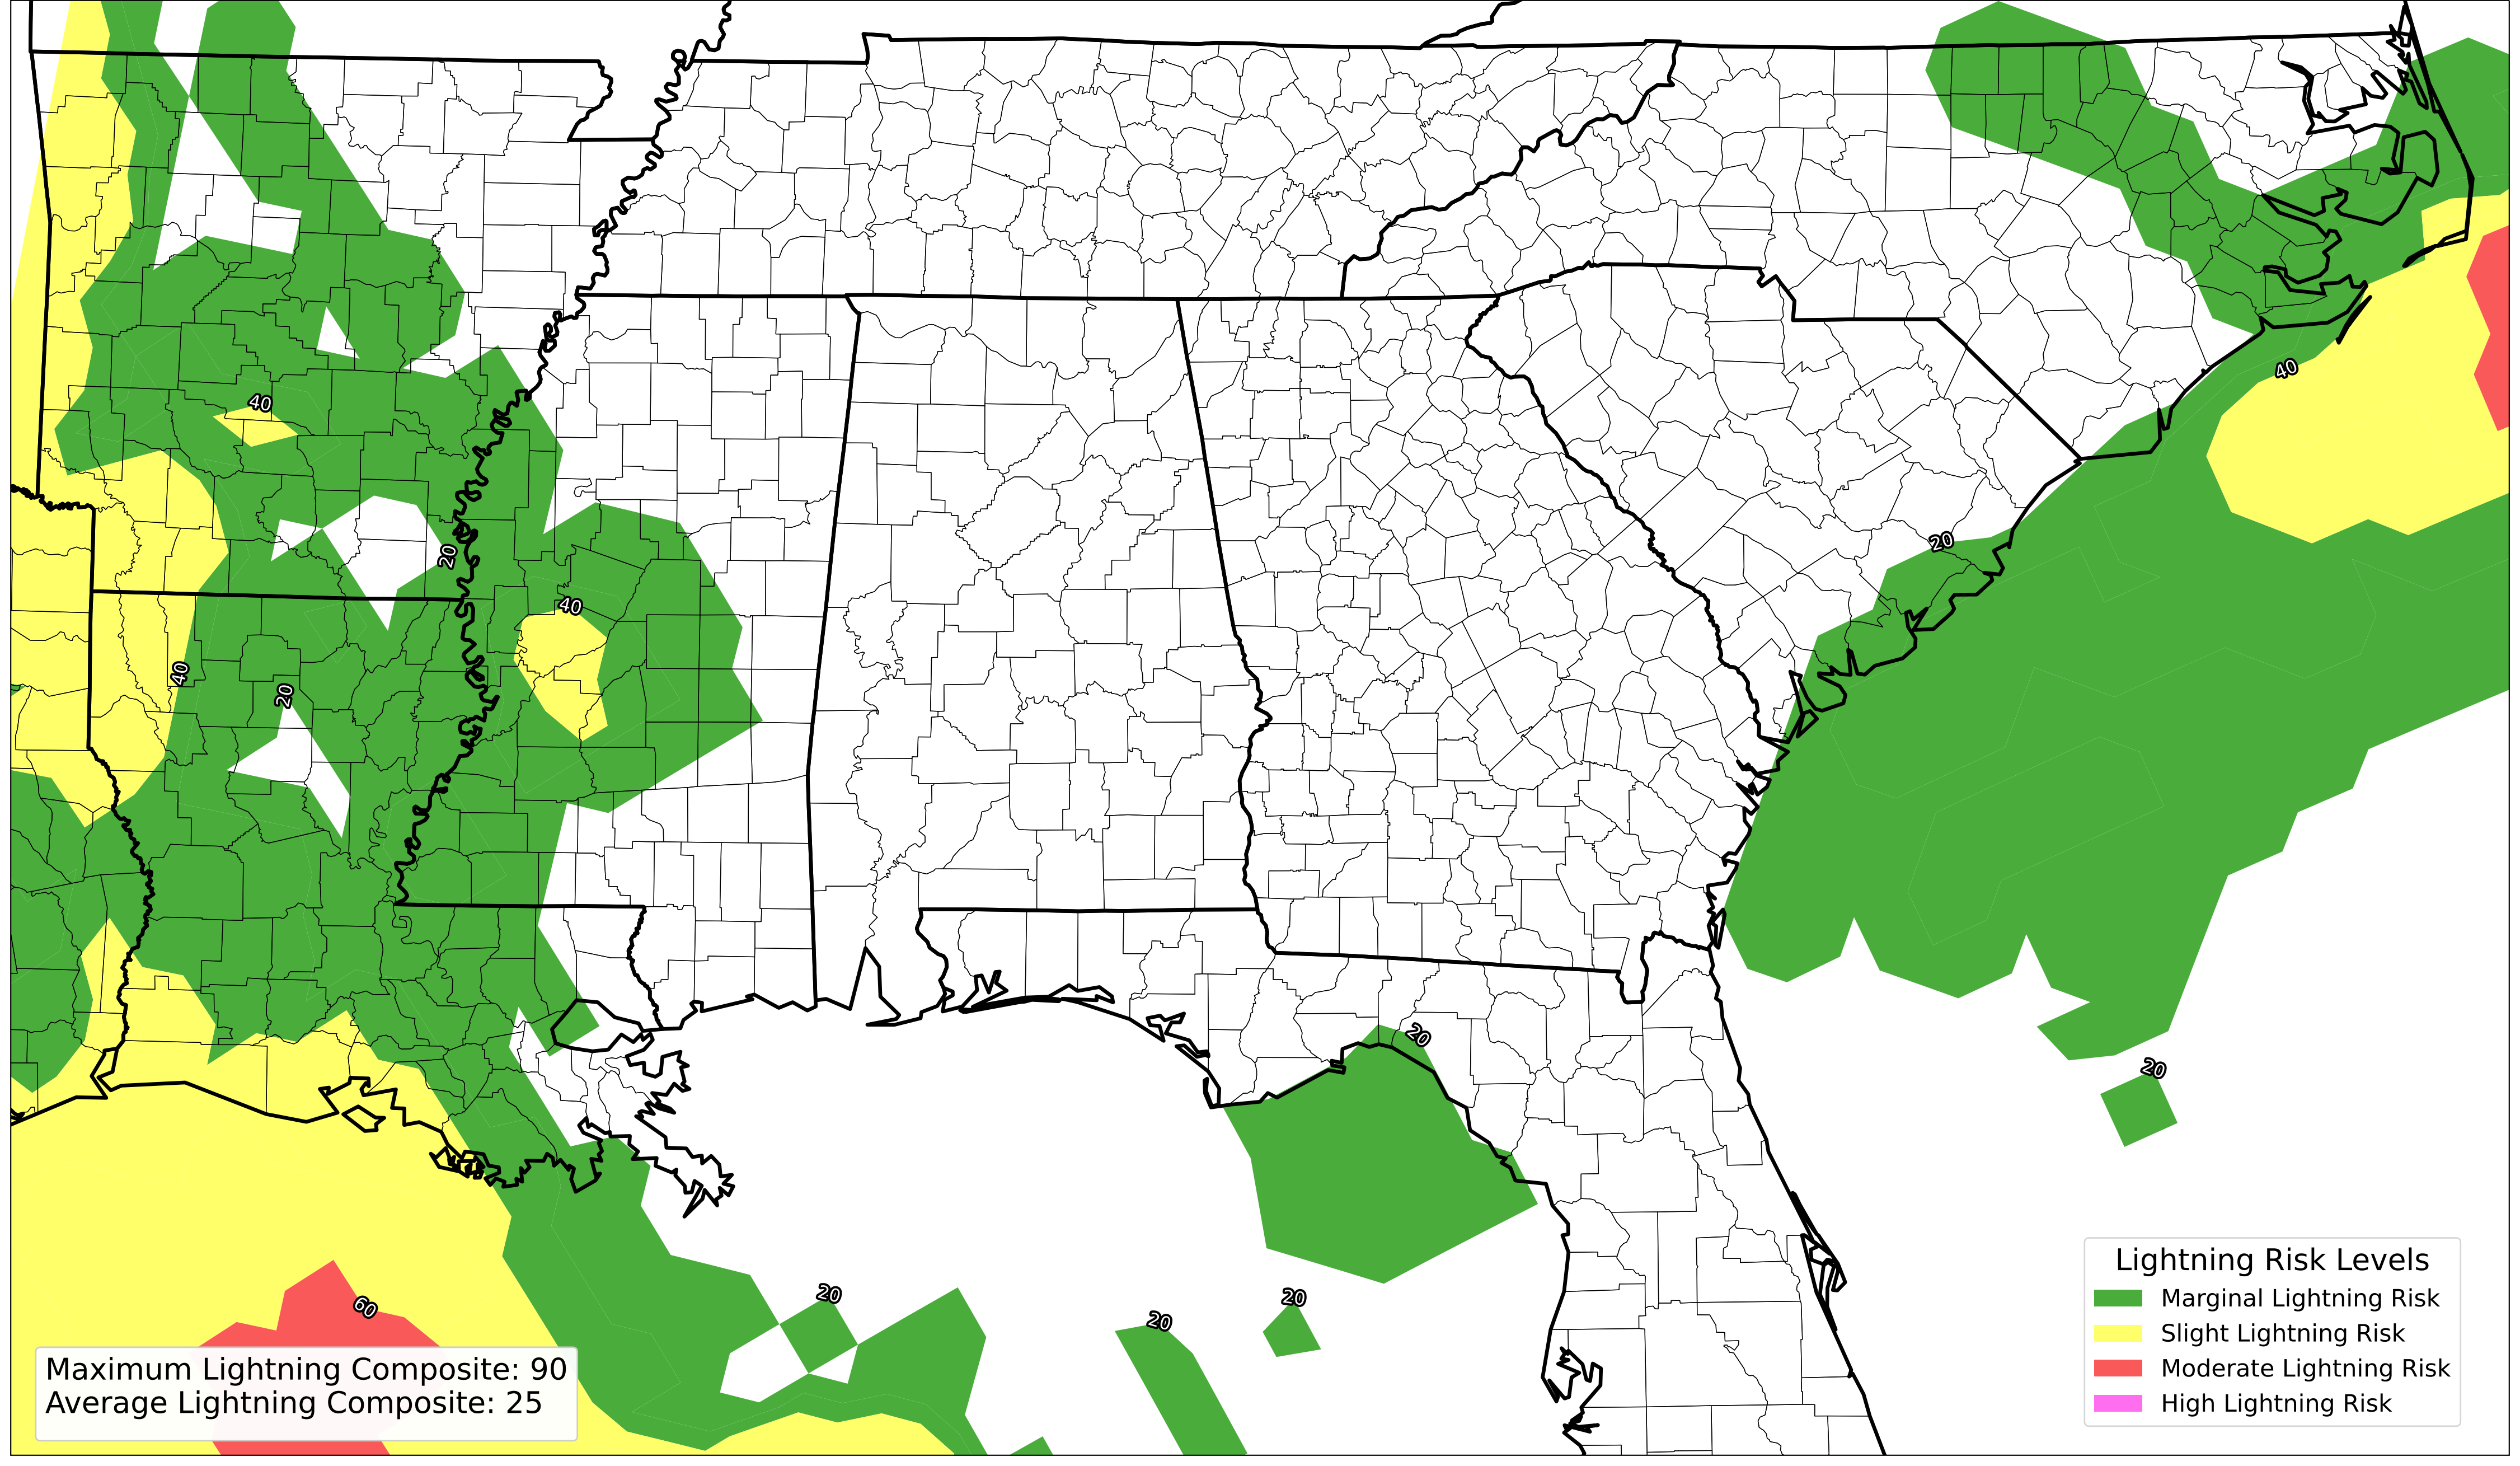 40
40
20
20
40
40
20
20
20
20
20
20
60
Lightning Risk Levels
Marginal Lightning Risk
Slight Lightning Risk
Moderate Lightning Risk
High Lightning Risk
Maximum Lightning Composite: 90
Average Lightning Composite: 25